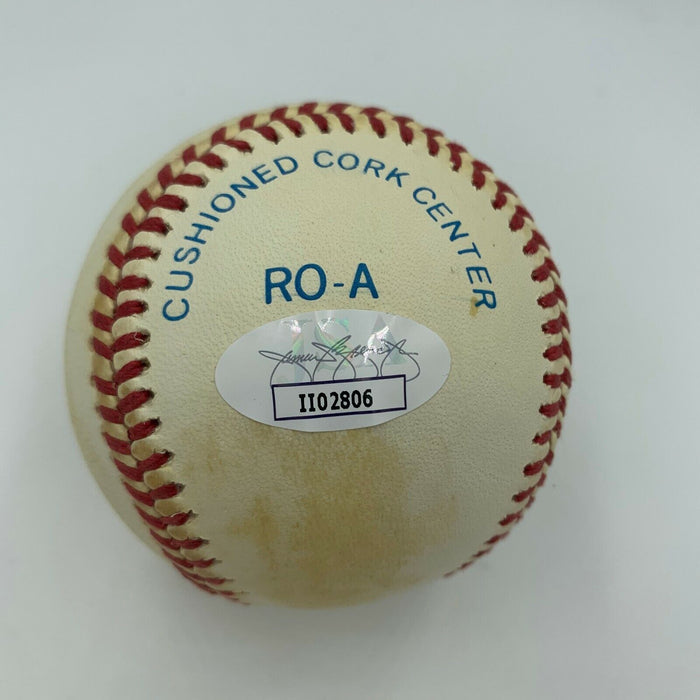 CUSHIONED CORK CENTER
RO-A
II02806